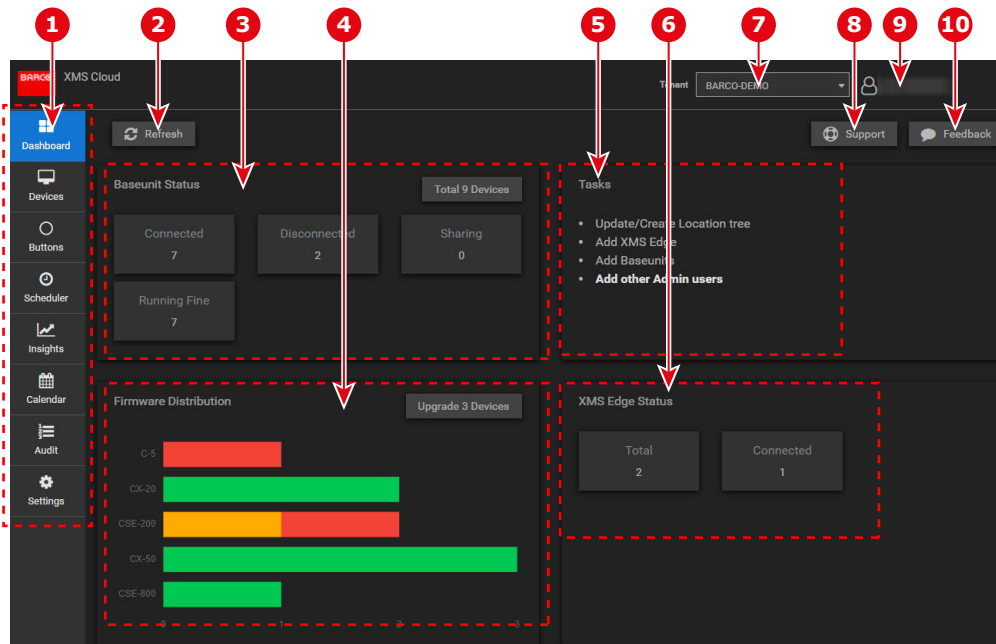 1 2 3 4 5 6 7 8 9 10
BARCO XMS Cloud
Tenant BARCO-DEMO
Dashboard
Refresh
Support
Feedback
Devices
Buttons
Scheduler
Insights
Calendar
Audit
Settings
Baseunit Status
Total 9 Devices
Connected
7
Disconnected
2
Sharing
0
Running Fine
7
Tasks
Update/Create Location tree
Add XMS Edge
Add Baseunits
Add other Admin users
Firmware Distribution
Upgrade 3 Devices
C-5
CX-20
CSE-200
CX-50
CSE-800
0 1 2 3
XMS Edge Status
Total
2
Connected
1